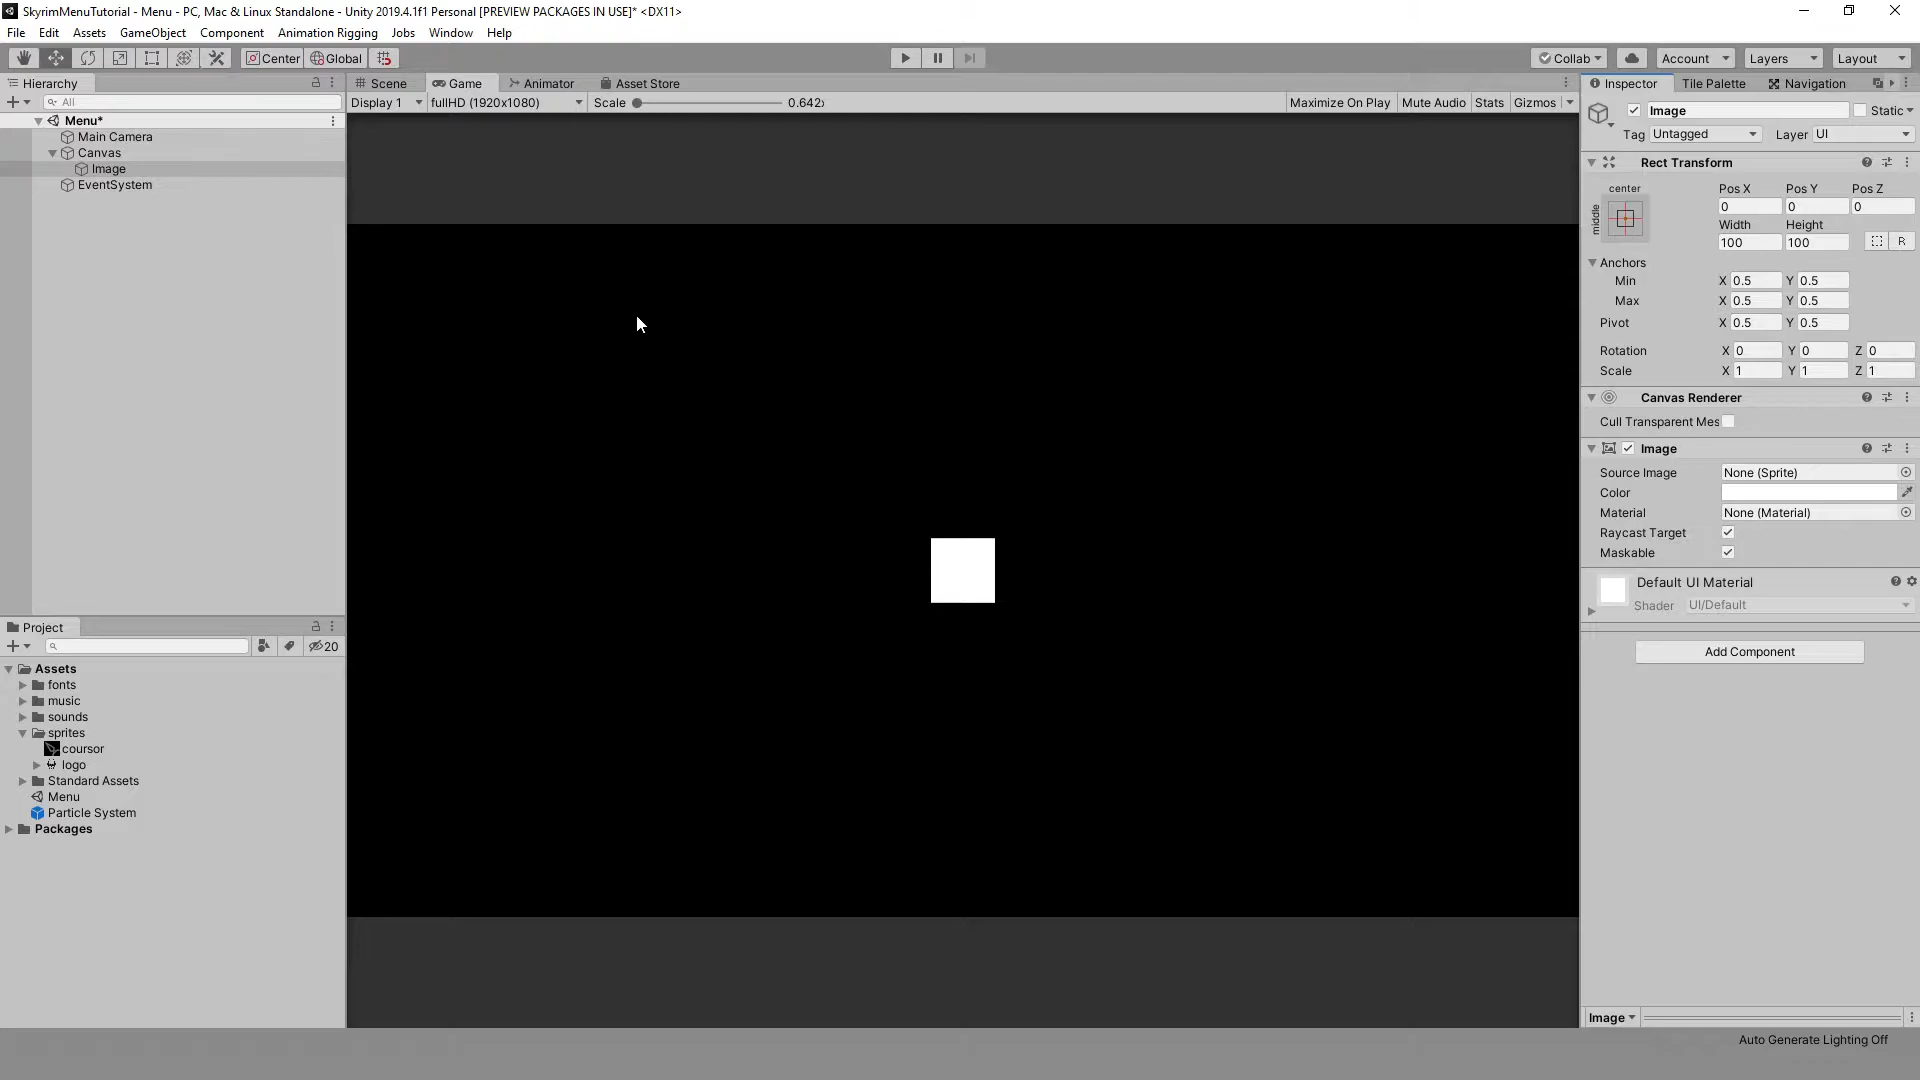 SkyrimMenuTutorial - Menu - PC, Mac & Linux Standalone - Unity 2019.4.1f1 Personal [PREVIEW PACKAGES IN USE]* <DX11>
File Edit Assets GameObject Component Animation Rigging Jobs Window Help
Center Global Collab Account Layers Layout
Hierarchy
All
Menu*
Main Camera
Canvas
Image
EventSystem
Scene Game Animator Asset Store
Display 1 fullHD (1920x1080) Scale 0.642x Maximize On Play Mute Audio Stats Gizmos
Project
20
Assets
fonts
music
sounds
sprites
coursor
logo
Standard Assets
Menu
Particle System
Packages
Inspector Tile Palette Navigation
Image Static
Tag Untagged Layer UI
Rect Transform
center
middle
Pos X Pos Y Pos Z
0 0 0
Width Height
100 100 R
Anchors
Min X 0.5 Y 0.5
Max X 0.5 Y 0.5
Pivot X 0.5 Y 0.5
Rotation X 0 Y 0 Z 0
Scale X 1 Y 1 Z 1
Canvas Renderer
Cull Transparent Mes
Image
Source Image None (Sprite)
Color
Material None (Material)
Raycast Target
Maskable
Default UI Material
Shader UI/Default
Add Component
Image
Auto Generate Lighting Off